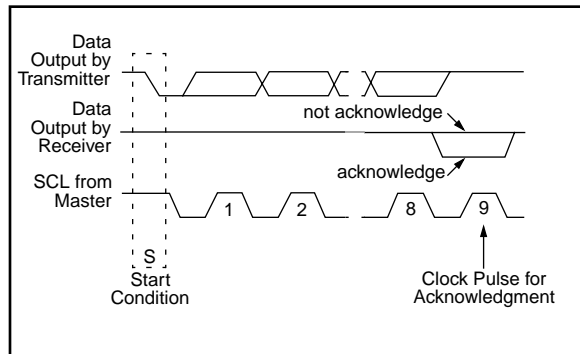 Data
Output by
Transmitter
Data
Output by
Receiver
not acknowledge
acknowledge
SCL from
Master
1
2
8
9
S
Start
Condition
Clock Pulse for
Acknowledgment